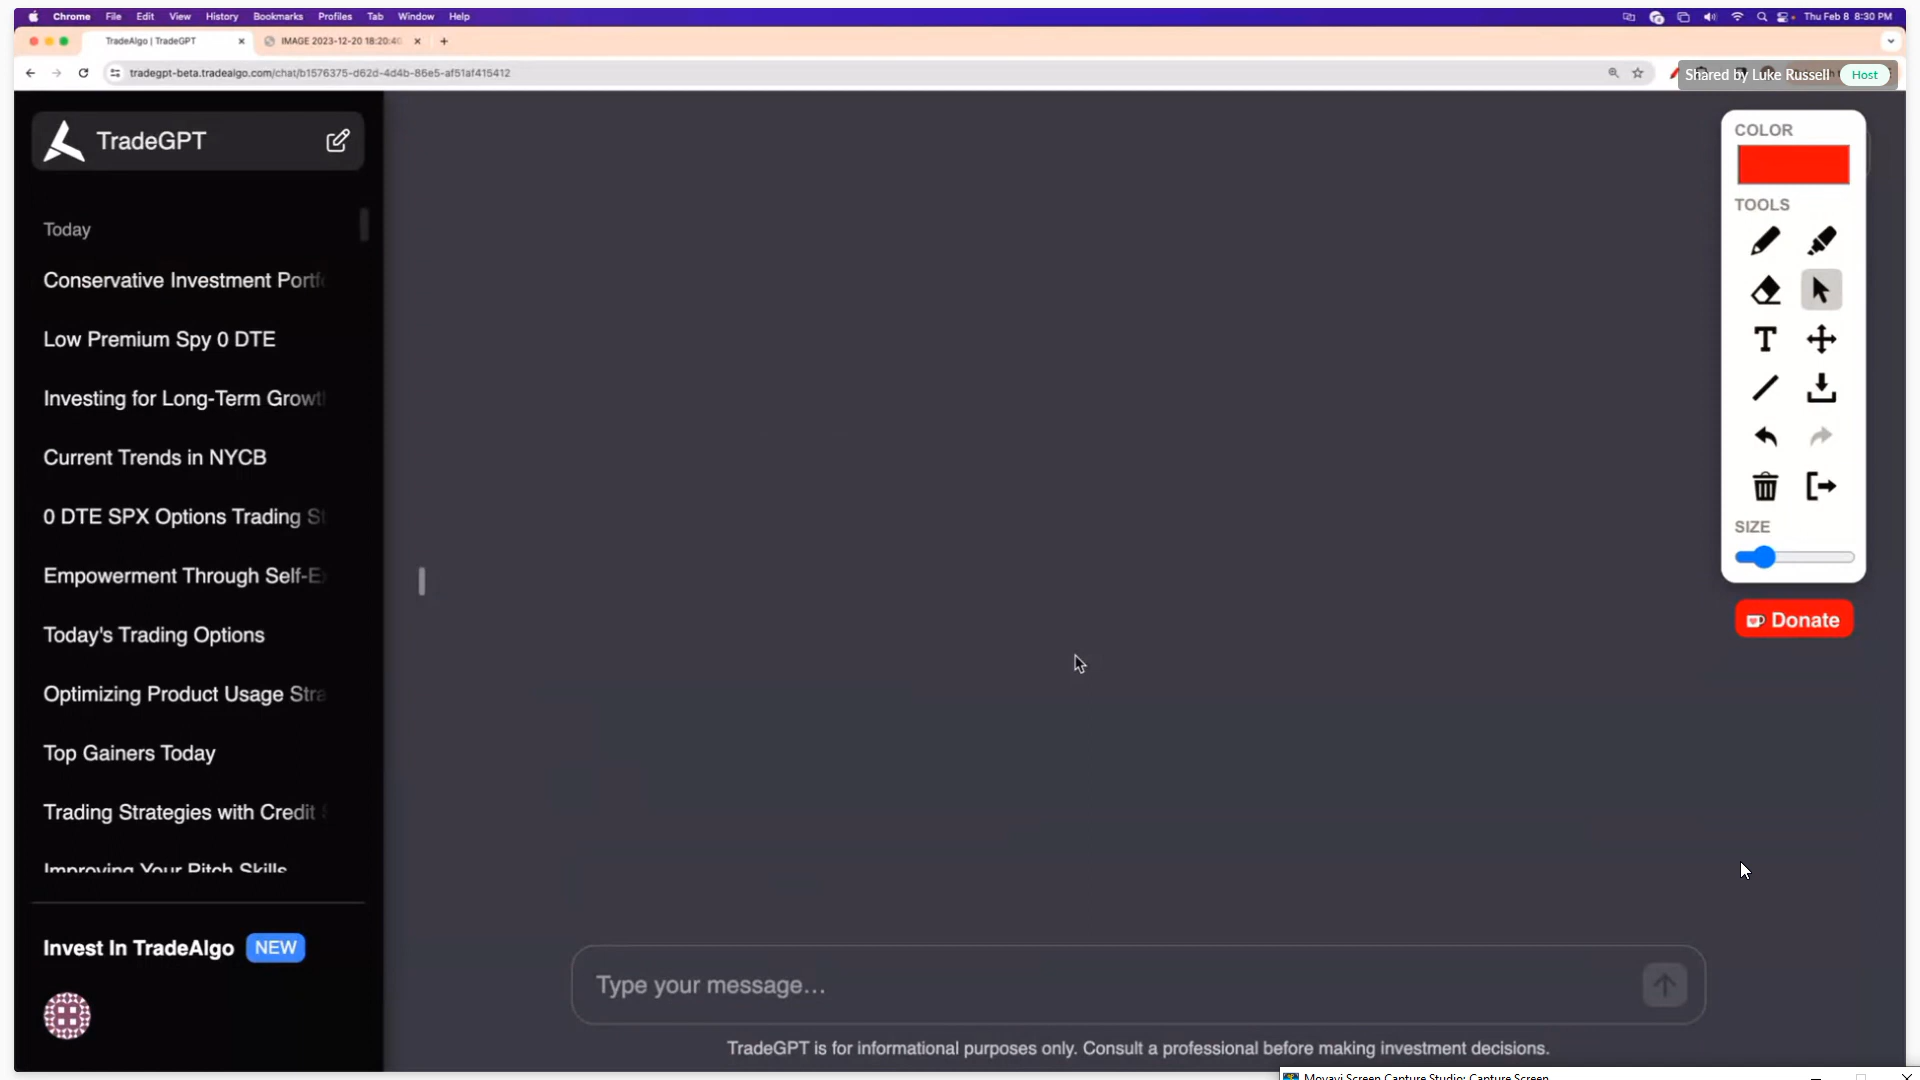 Chrome File Edit View History Bookmarks Profiles Tab Window Help Thu Feb 8 8:30 PM
TradeAlgo | TradeGPT IMAGE 2023-12-20 18:20:40
tradegpt-beta.tradealgo.com/chat/b1576375-d62d-4d4b-86e5-af51af415412
Shared by Luke Russell Host
TradeGPT
COLOR
TOOLS
SIZE
Donate
Today
Conservative Investment Portfo
Low Premium Spy 0 DTE
Investing for Long-Term Growth
Current Trends in NYCB
0 DTE SPX Options Trading St
Empowerment Through Self-E
Today's Trading Options
Optimizing Product Usage Stra
Top Gainers Today
Trading Strategies with Credit S
Improving Your Pitch Skills
Invest In TradeAlgo NEW
Type your message...
TradeGPT is for informational purposes only. Consult a professional before making investment decisions.
Movavi Screen Capture Studio: Capture Screen